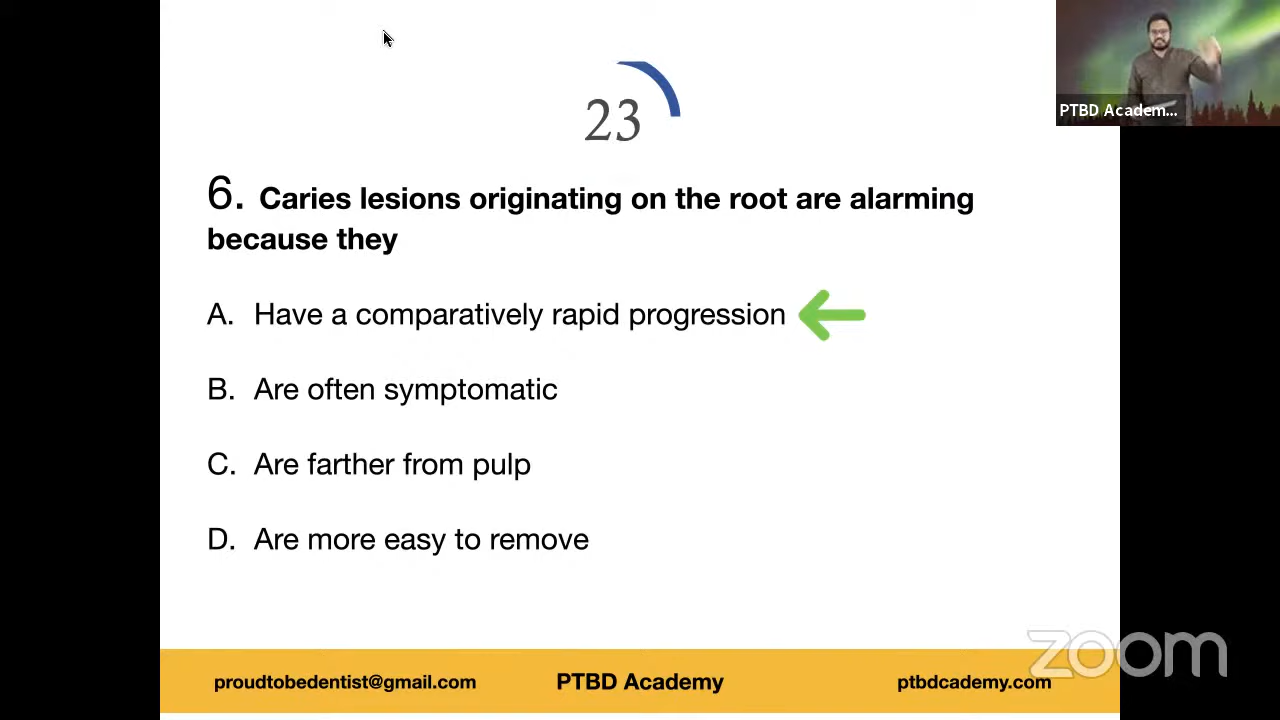 PTBD Academ...
23
6. Caries lesions originating on the root are alarming
because they
A. Have a comparatively rapid progression
B. Are often symptomatic
C. Are farther from pulp
D. Are more easy to remove
zoom
proudtobedentist@gmail.com PTBD Academy ptbdcademy.com